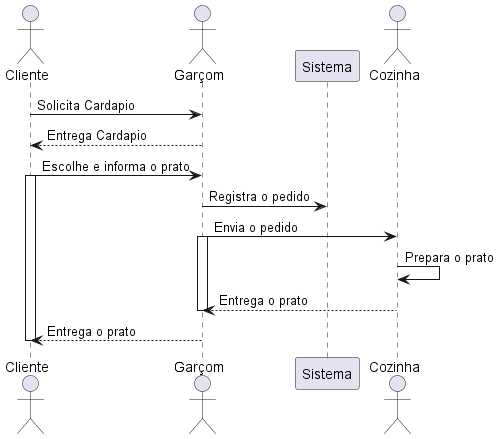 Cliente
Garçom
Sistema
Cozinha
Solicita Cardapio
Entrega Cardapio
Escolhe e informa o prato
Registra o pedido
Envia o pedido
Prepara o prato
Entrega o prato
Entrega o prato
Cliente
Garçom
Sistema
Cozinha